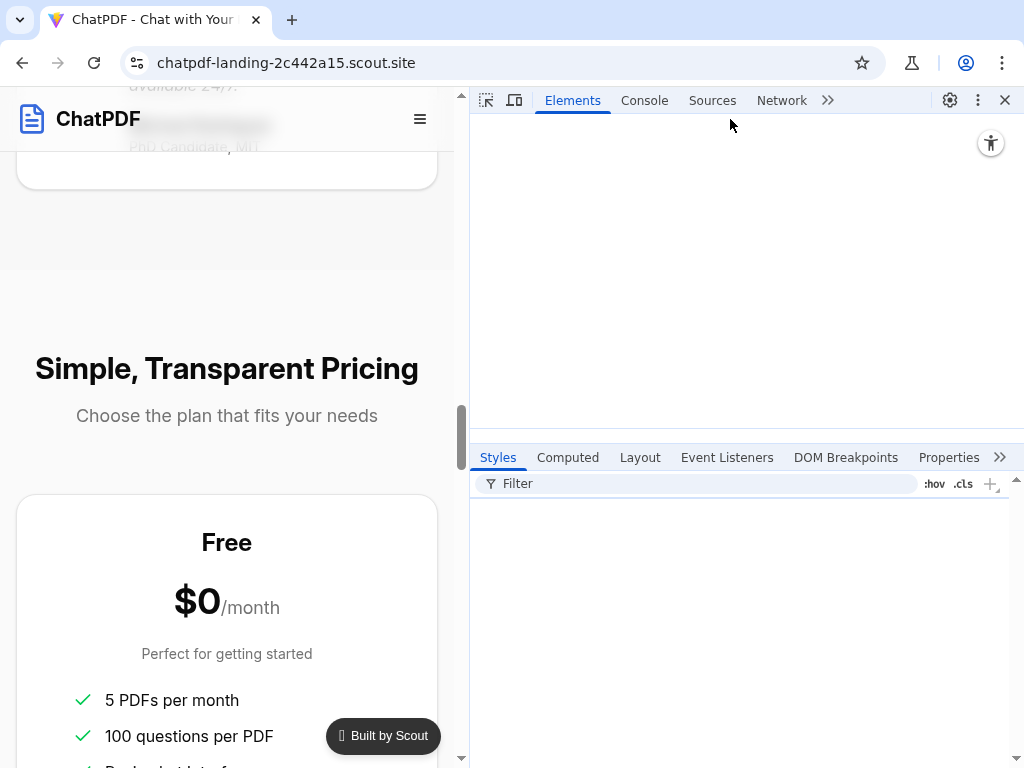 ChatPDF - Chat with Your
chatpdf-landing-2c442a15.scout.site
available 24/7.
ChatPDF
PhD Candidate, MIT
Simple, Transparent Pricing
Choose the plan that fits your needs
Free
$0/month
Perfect for getting started
5 PDFs per month
100 questions per PDF
Built by Scout
Elements
Console
Sources
Network
Styles
Computed
Layout
Event Listeners
DOM Breakpoints
Properties
Filter
:hov
.cls